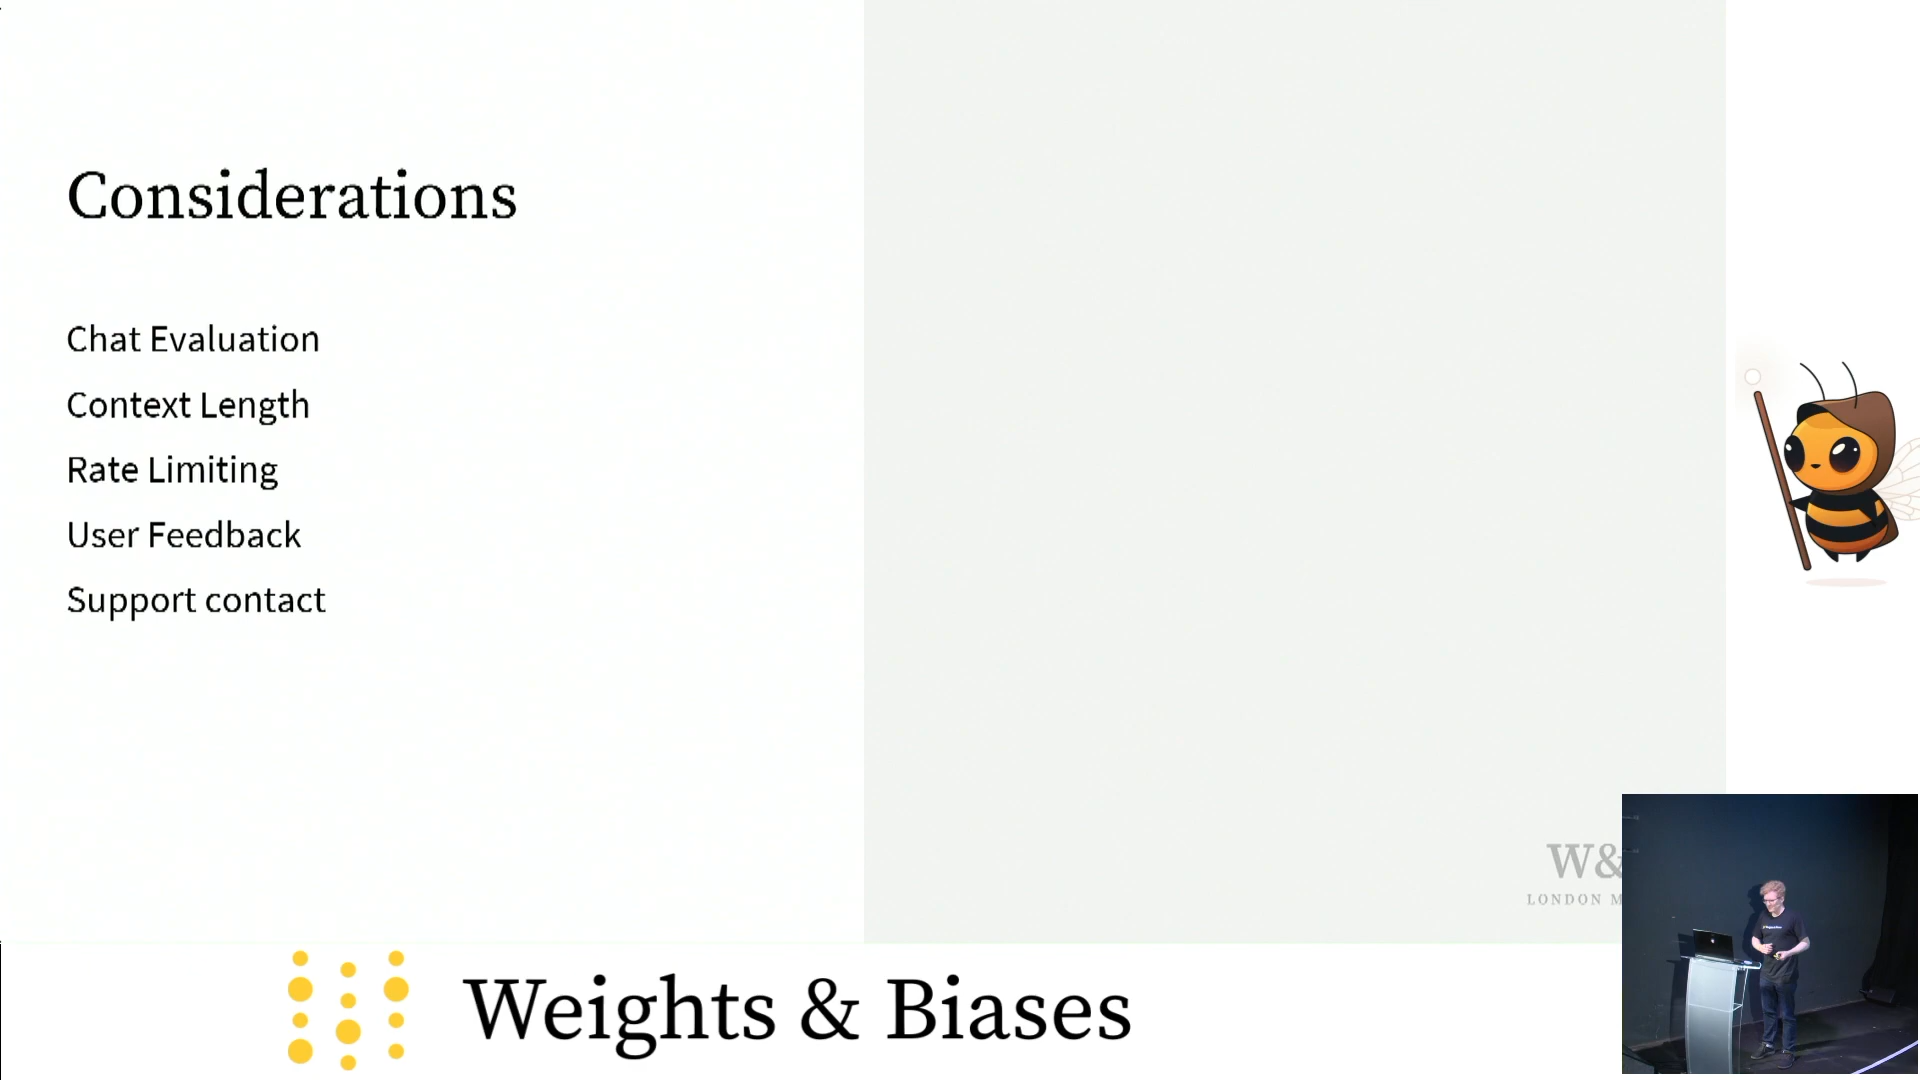 Considerations
Chat Evaluation
Context Length
Rate Limiting
User Feedback
Support contact
W&
LONDON M
Weights & Biases